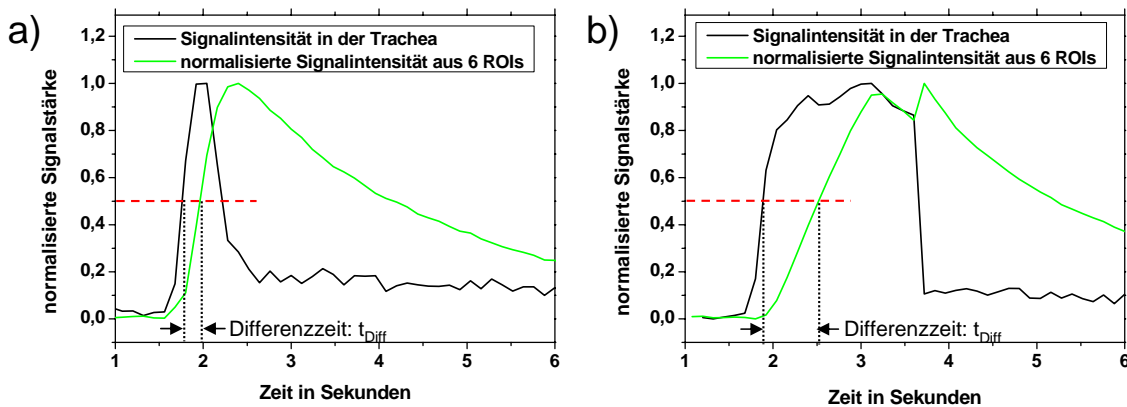 a)
normalisierte Signalstärke
1,2
1,0
0,8
0,6
0,4
0,2
0,0
Signalintensität in der Trachea
normalisierte Signalintensität aus 6 ROIs
Differenzzeit: tDiff
1 2 3 4 5 6
Zeit in Sekunden
b)
normalisierte Signalstärke
1,2
1,0
0,8
0,6
0,4
0,2
0,0
Signalintensität in der Trachea
normalisierte Signalintensität aus 6 ROIs
Differenzzeit: tDiff
1 2 3 4 5 6
Zeit in Sekunden